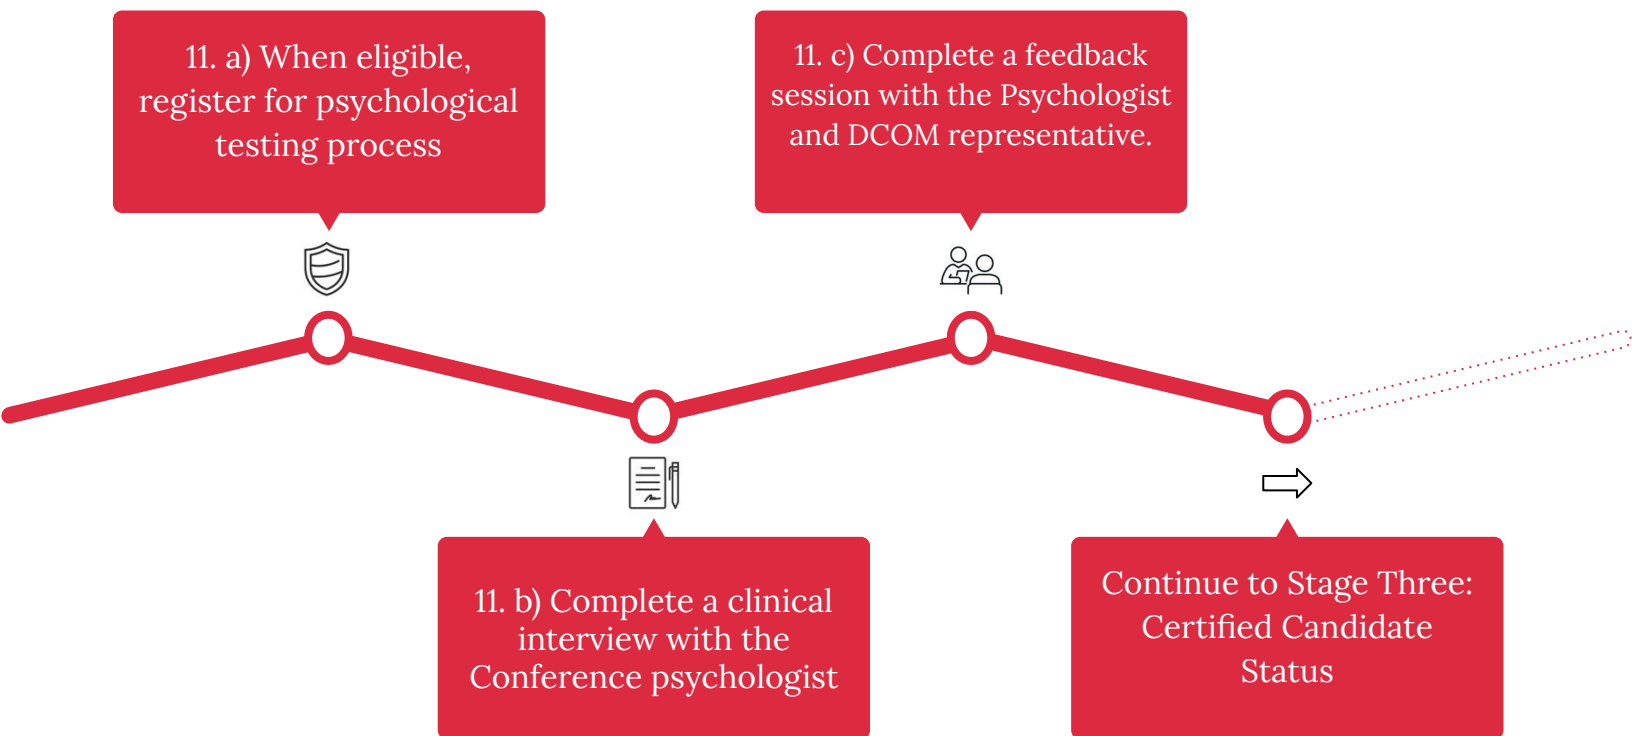 11. a) When eligible,
register for psychological
testing process
11. b) Complete a clinical
interview with the
Conference psychologist
11. c) Complete a feedback
session with the Psychologist
and DCOM representative.
Continue to Stage Three:
Certified Candidate
Status